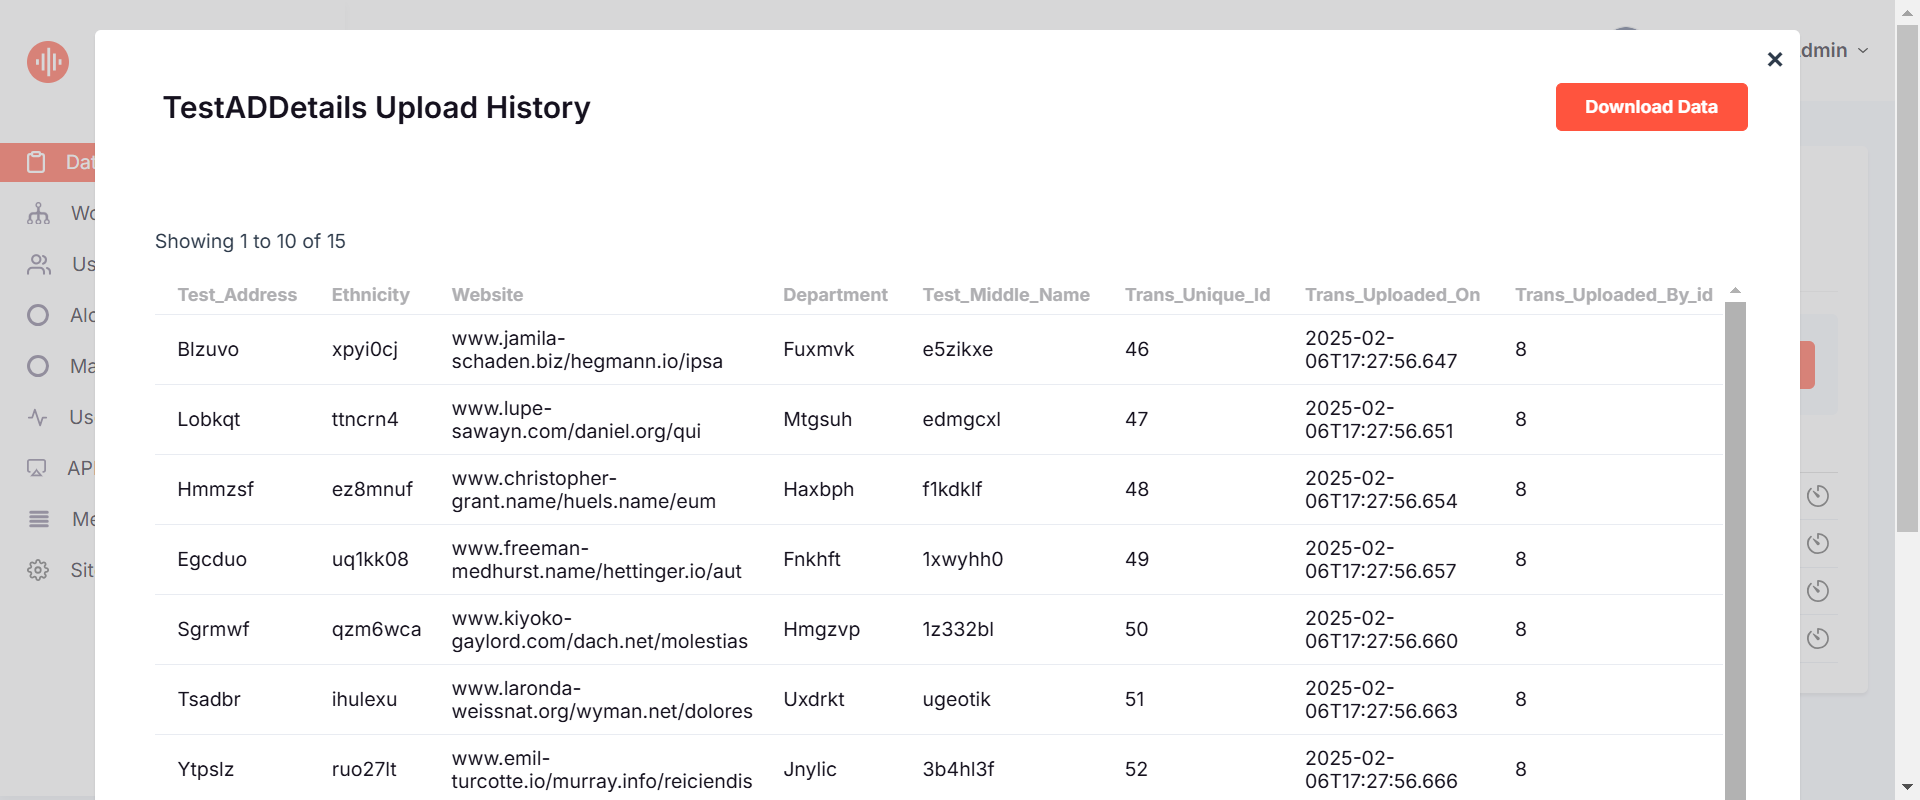 dmin
TestADDetails Upload History
Download Data
Dat
Wo
Us
Alc
Ma
Us
API
Me
Sit
Showing 1 to 10 of 15
Test_Address Ethnicity Website Department Test_Middle_Name Trans_Unique_Id Trans_Uploaded_On Trans_Uploaded_By_id
Blzuvo xpyi0cj www.jamila-schaden.biz/hegmann.io/ipsa Fuxmvk e5zikxe 46 2025-02-06T17:27:56.647 8
Lobkqt ttncrn4 www.lupe-sawayn.com/daniel.org/qui Mtgsuh edmgcxl 47 2025-02-06T17:27:56.651 8
Hmmzsf ez8mnuf www.christopher-grant.name/huels.name/eum Haxbph f1kdklf 48 2025-02-06T17:27:56.654 8
Egcduo uq1kk08 www.freeman-medhurst.name/hettinger.io/aut Fnkhft 1xwyhh0 49 2025-02-06T17:27:56.657 8
Sgrmwf qzm6wca www.kiyoko-gaylord.com/dach.net/molestias Hmgzvp 1z332bl 50 2025-02-06T17:27:56.660 8
Tsadbr ihulexu www.laronda-weissnat.org/wyman.net/dolores Uxdrkt ugeotik 51 2025-02-06T17:27:56.663 8
Ytpslz ruo27lt www.emil-turcotte.io/murray.info/reiciendis Jnylic 3b4hl3f 52 2025-02-06T17:27:56.666 8